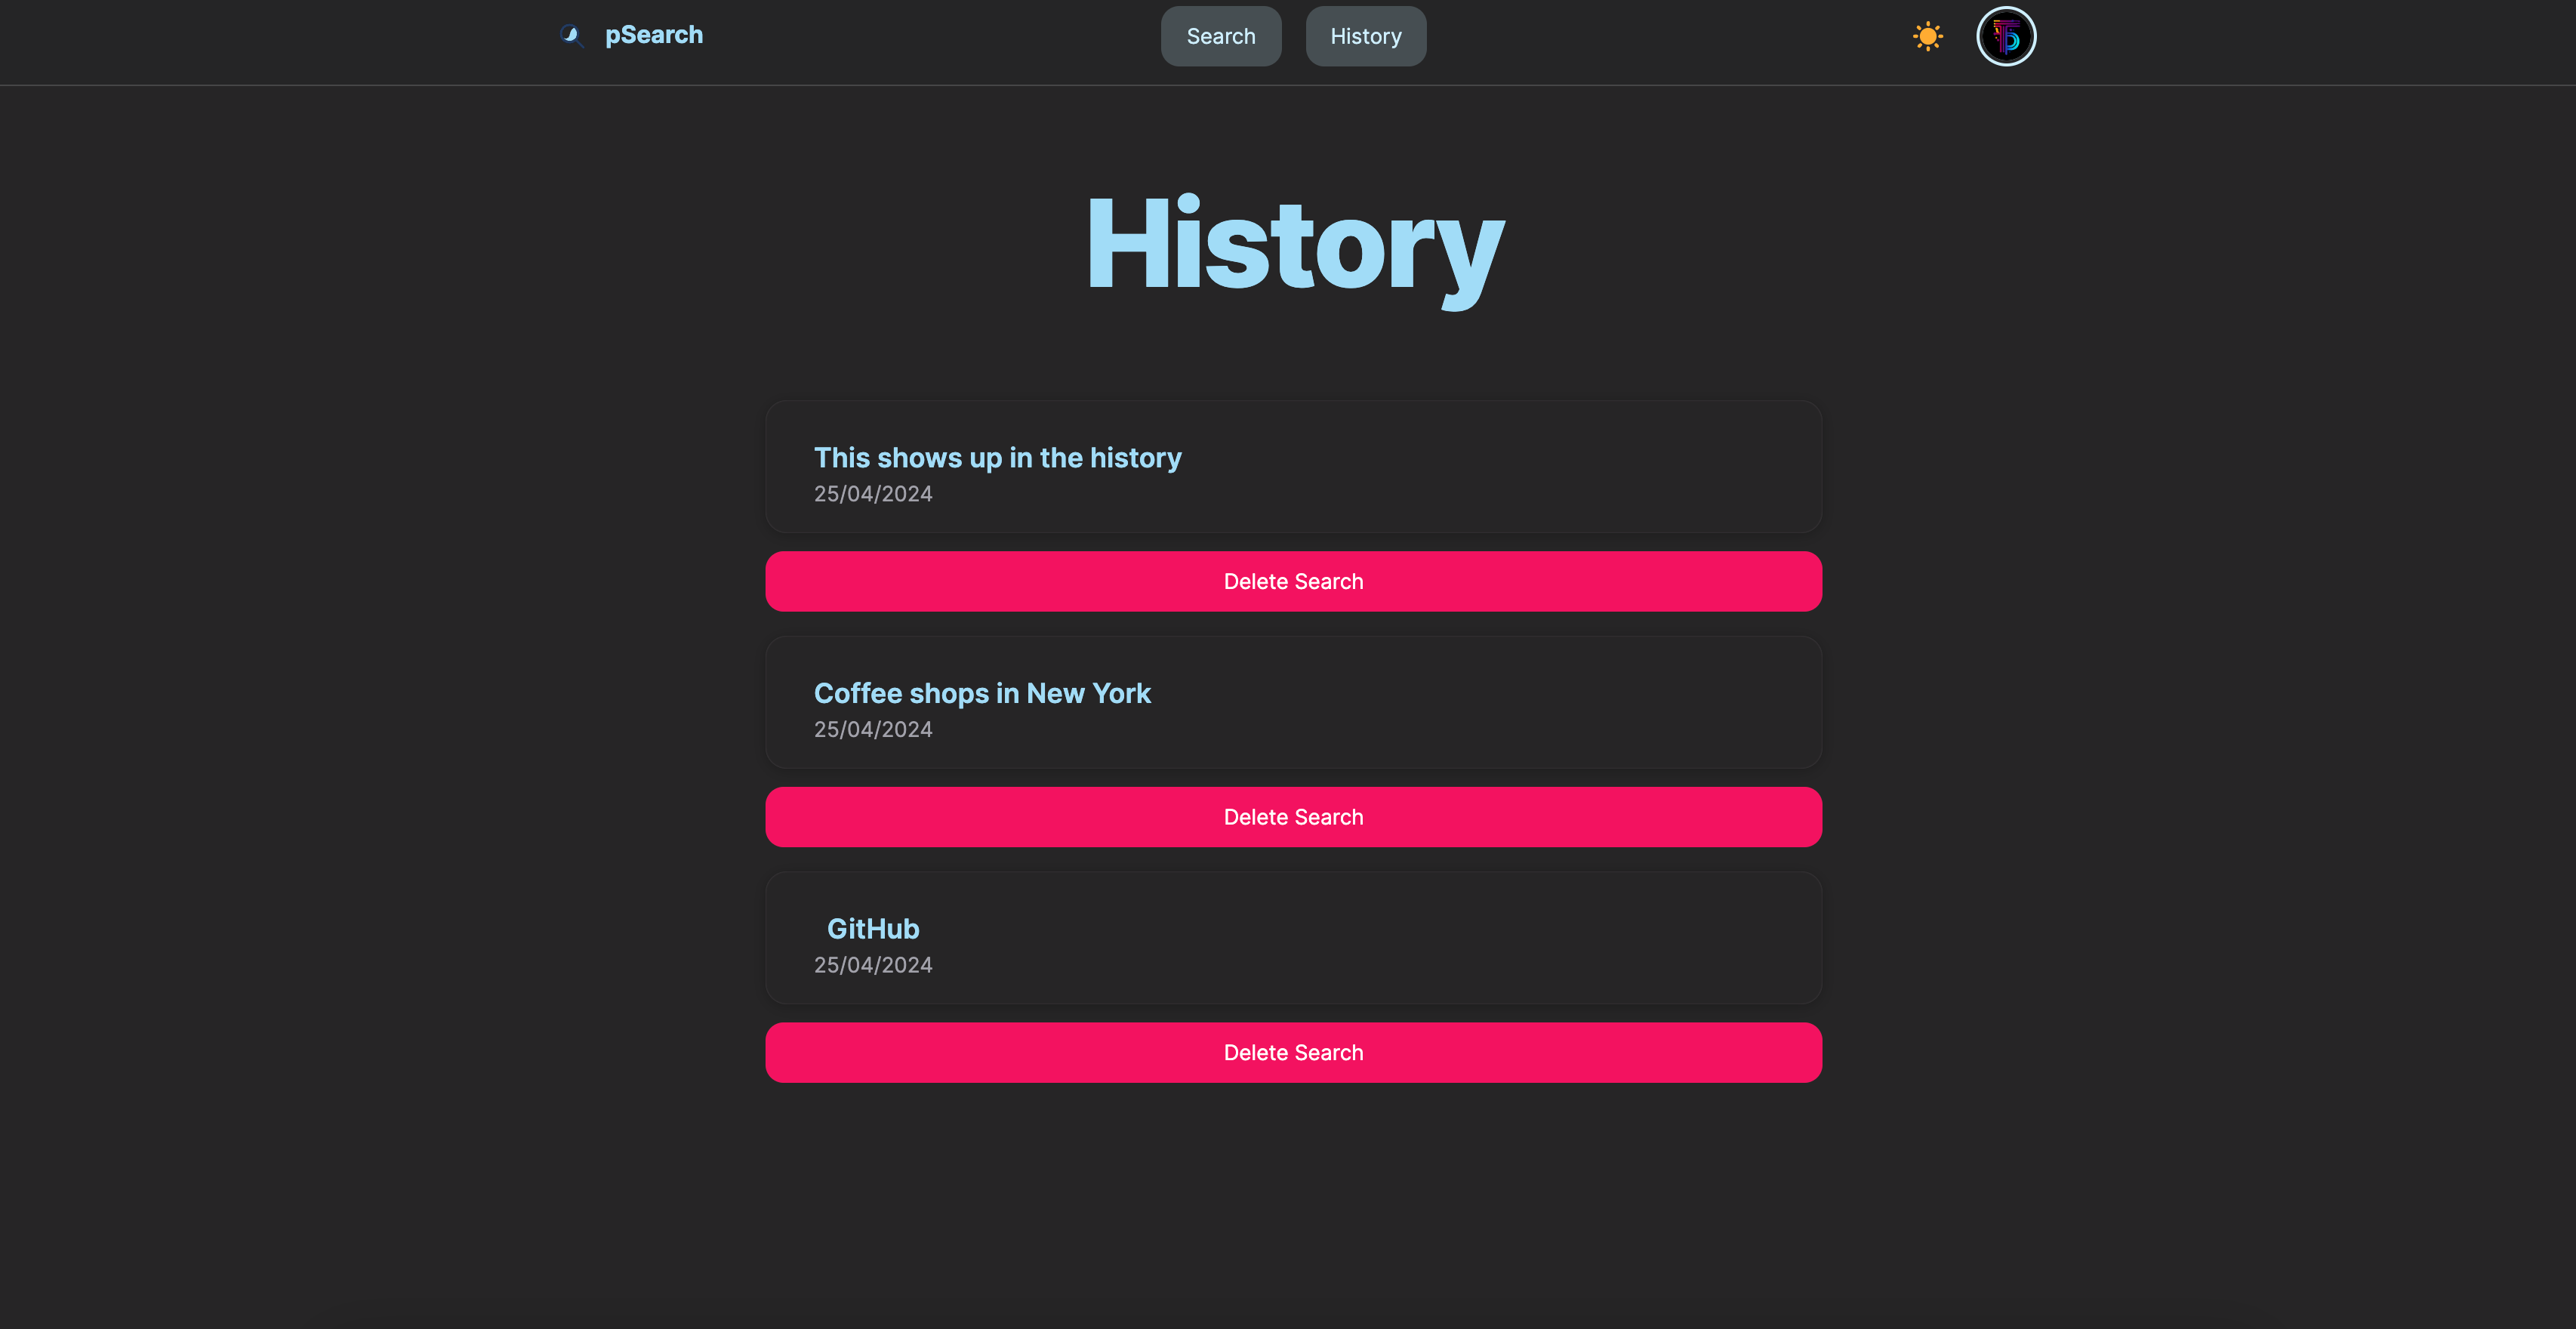 pSearch
Search
History
History
This shows up in the history
25/04/2024
Delete Search
Coffee shops in New York
25/04/2024
Delete Search
GitHub
25/04/2024
Delete Search